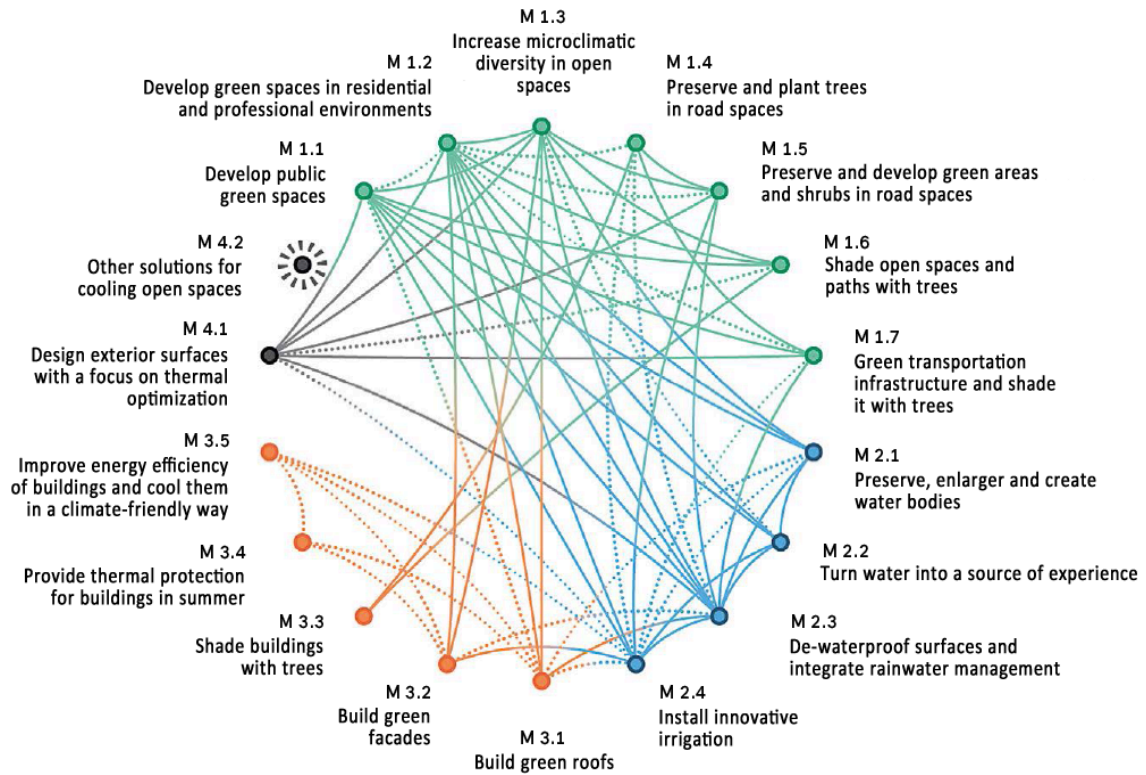 M 1.3
Increase microclimatic
diversity in open
spaces
M 1.2
Develop green spaces in residential
and professional environments
M 1.4
Preserve and plant trees
in road spaces
M 1.1
Develop public
green spaces
M 1.5
Preserve and develop green areas
and shrubs in road spaces
M 4.2
Other solutions for
cooling open spaces
M 1.6
Shade open spaces and
paths with trees
M 4.1
Design exterior surfaces
with a focus on thermal
optimization
M 1.7
Green transportation
infrastructure and shade
it with trees
M 3.5
Improve energy efficiency
of buildings and cool them
in a climate-friendly way
M 2.1
Preserve, enlarger and create
water bodies
M 3.4
Provide thermal protection
for buildings in summer
M 2.2
Turn water into a source of experience
M 3.3
Shade buildings
with trees
M 2.3
De-waterproof surfaces and
integrate rainwater management
M 3.2
Build green
facades
M 2.4
Install innovative
irrigation
M 3.1
Build green roofs